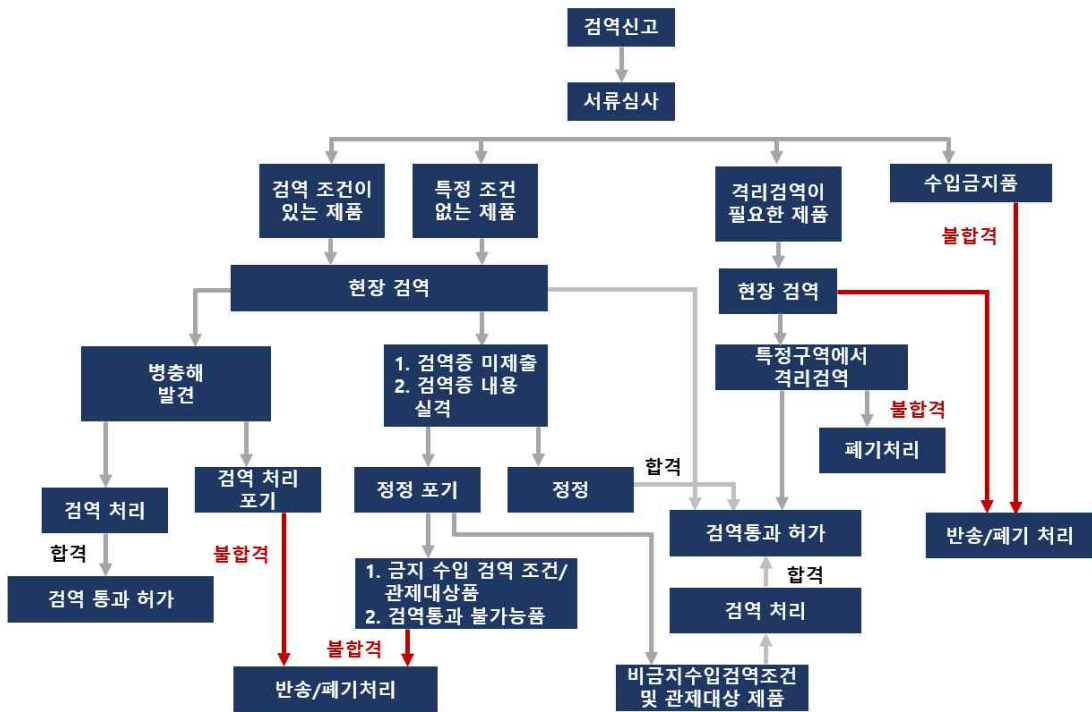 검역신고
서류심사
검역 조건이
있는 제품
특정 조건
없는 제품
격리검역이
필요한 제품
수입금지품
불합격
현장 검역
현장 검역
병충해
발견
1. 검역증 미제출
2. 검역증 내용
실격
특정구역에서
격리검역
불합격
폐기처리
검역 처리
검역 처리
포기
정정 포기
정정
합격
검역통과 허가
반송/폐기 처리
합격
불합격
검역 통과 허가
1. 금지 수입 검역 조건/
관제대상품
2. 검역통과 불가능품
합격
검역 처리
불합격
반송/폐기처리
비금지수입검역조건
및 관제대상 제품